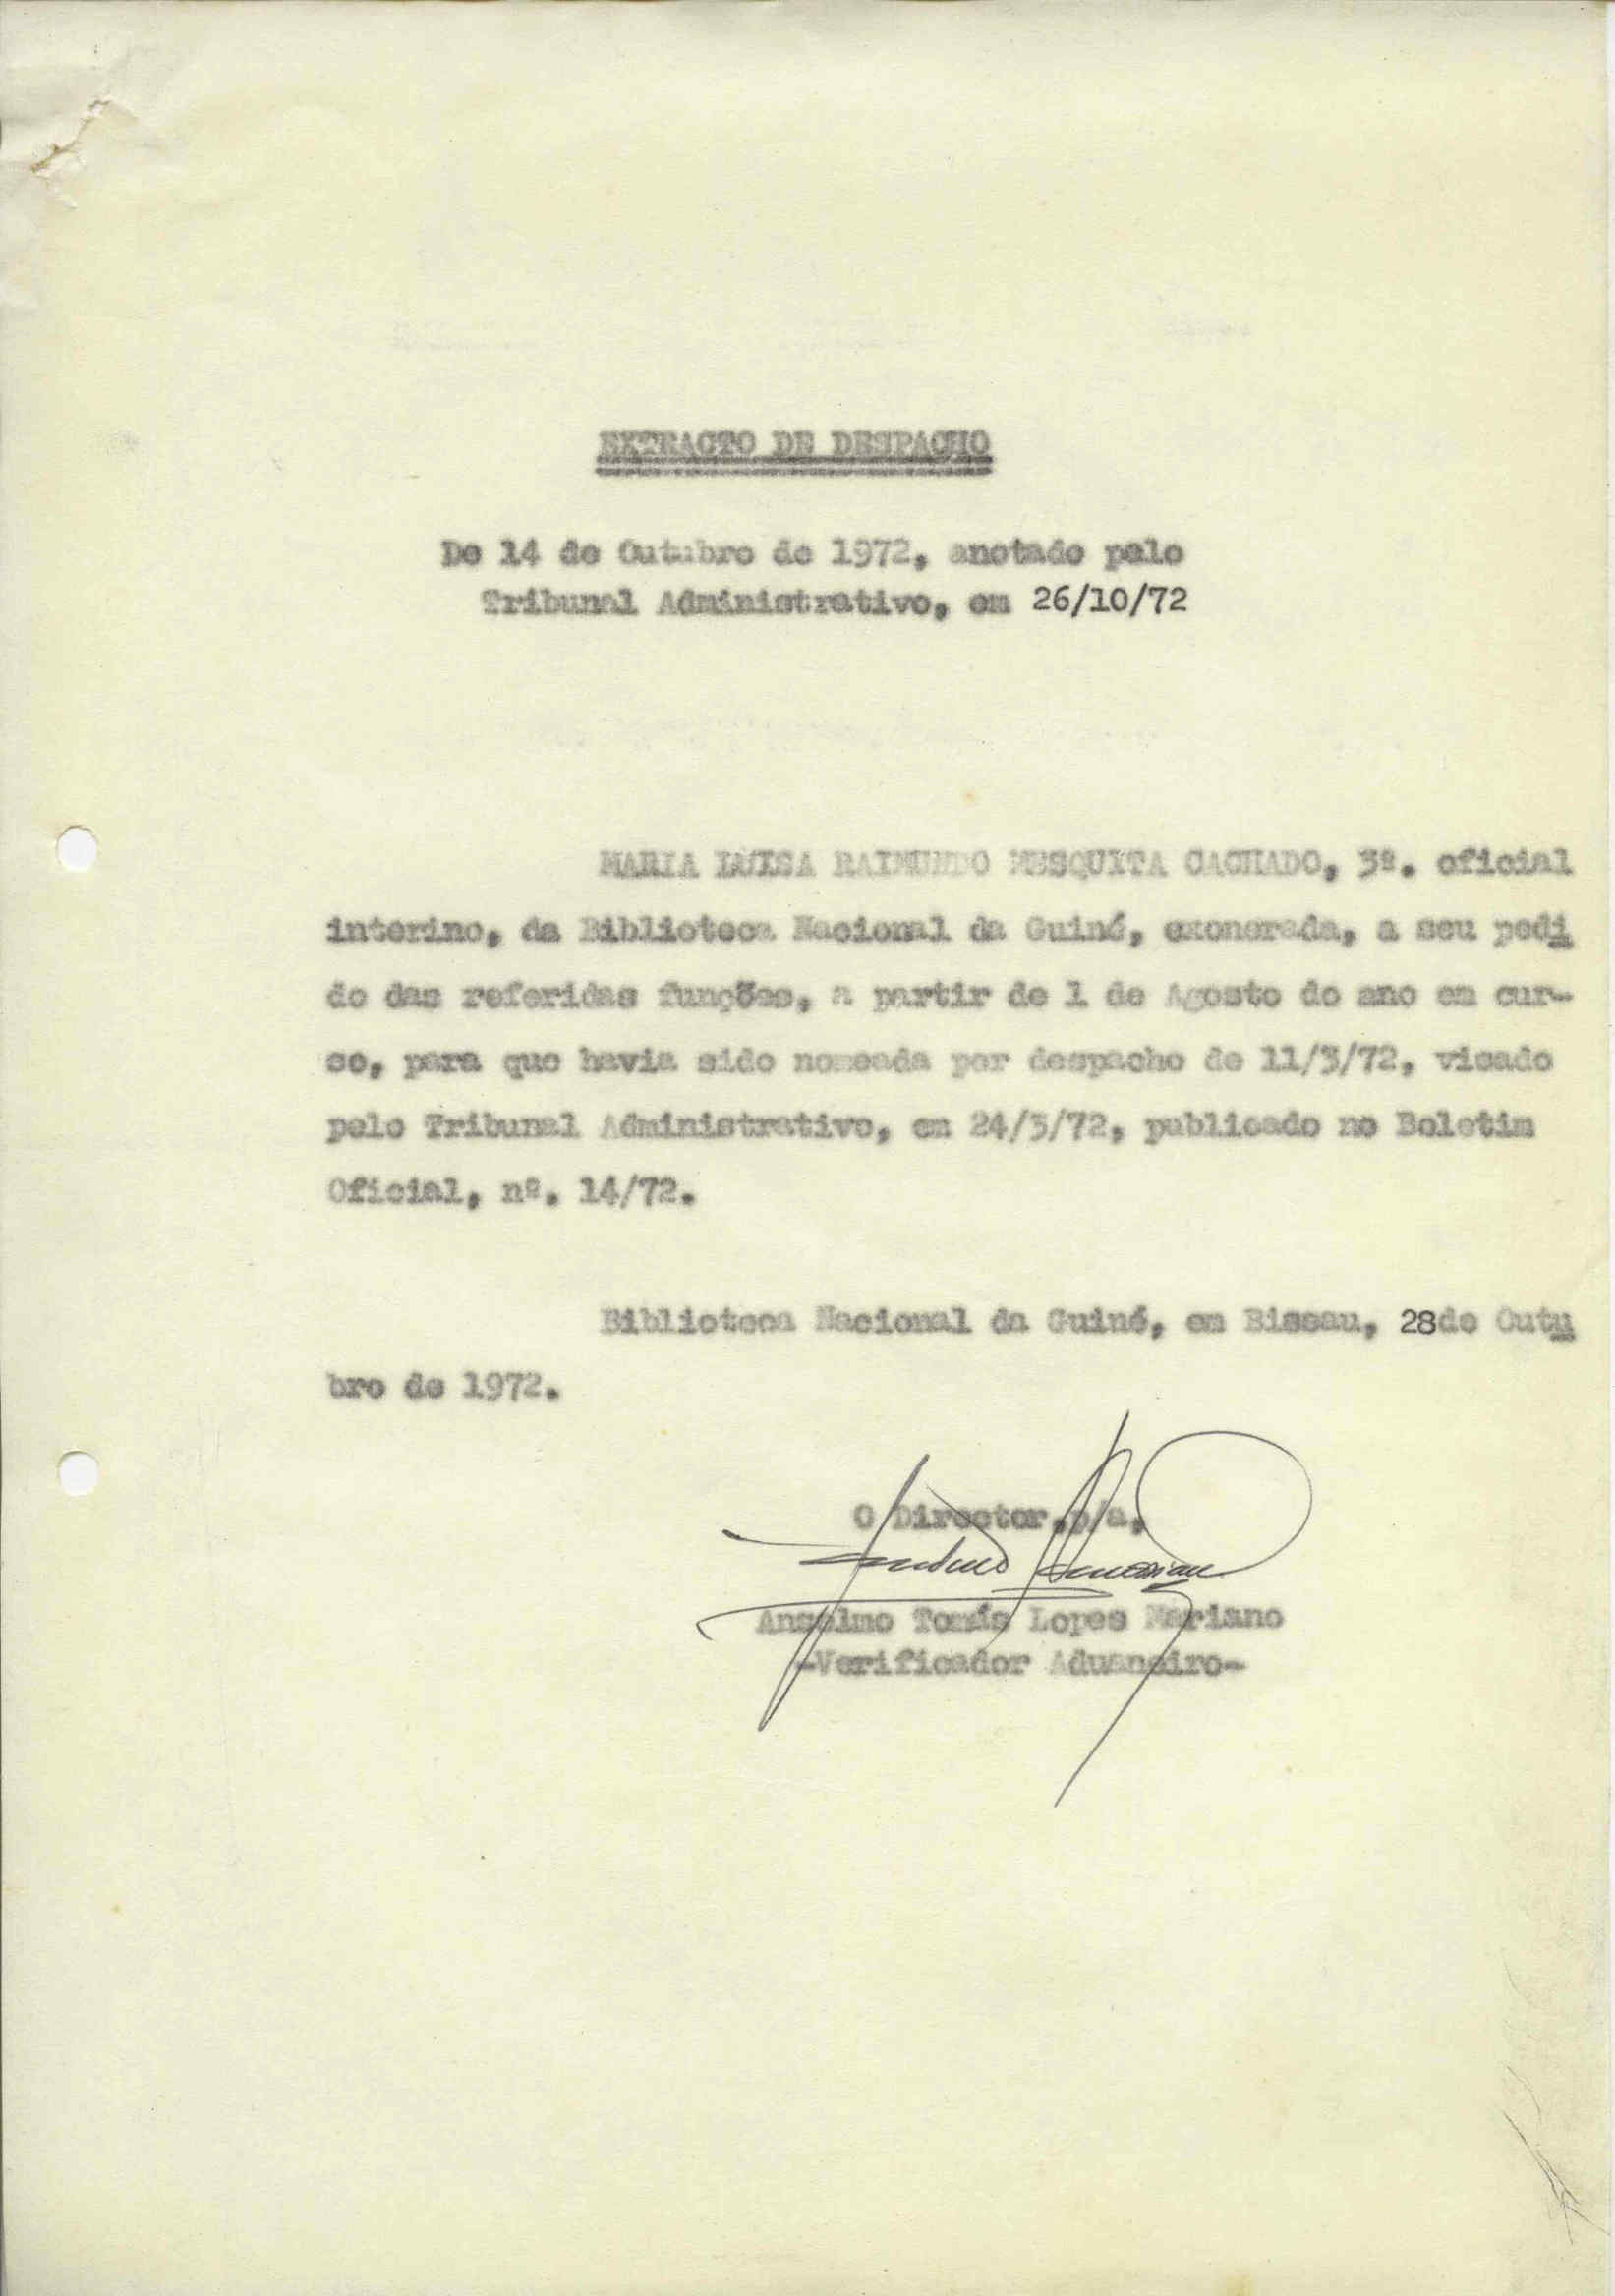 EXTRACTO DE DESPACHO
De 14 de Outubro de 1972, anotado pelo
Tribunal Administrativo, em 26/10/72
MARIA LUISA RAIMUNDO MESQUITA CACHADO, 3º. oficial
interino, da Biblioteca Nacional da Guiné, exonerada, a seu pedi
do das referidas funções, a partir de 1 de Agosto do ano em cur-
so, para que havia sido nomeada por despacho de 11/3/72, visado
pelo Tribunal Administrativo, em 24/3/72, publicado no Boletim
Oficial, nº. 14/72.
Biblioteca Nacional da Guiné, em Bissau, 28de Outu
bro de 1972.
O Director,p/a,
Anselmo Tomás Lopes Mariano
-Verificador Aduaneiro-